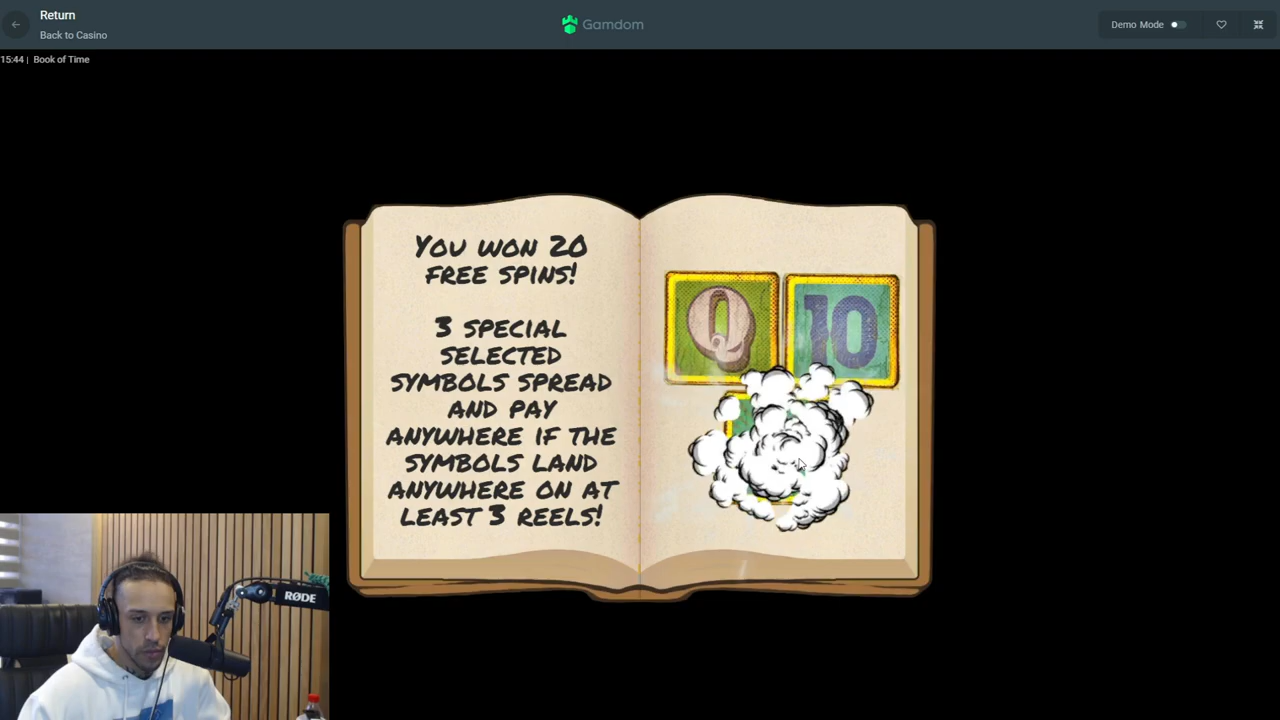 Return
Back to Casino
Gamdom
Demo Mode
15:44 | Book of Time
YOU WON 20
FREE SPINS!
3 SPECIAL
SELECTED
SYMBOLS SPREAD
AND PAY
ANYWHERE IF THE
SYMBOLS LAND
ANYWHERE ON AT
LEAST 3 REELS!
Q 10
RØDE